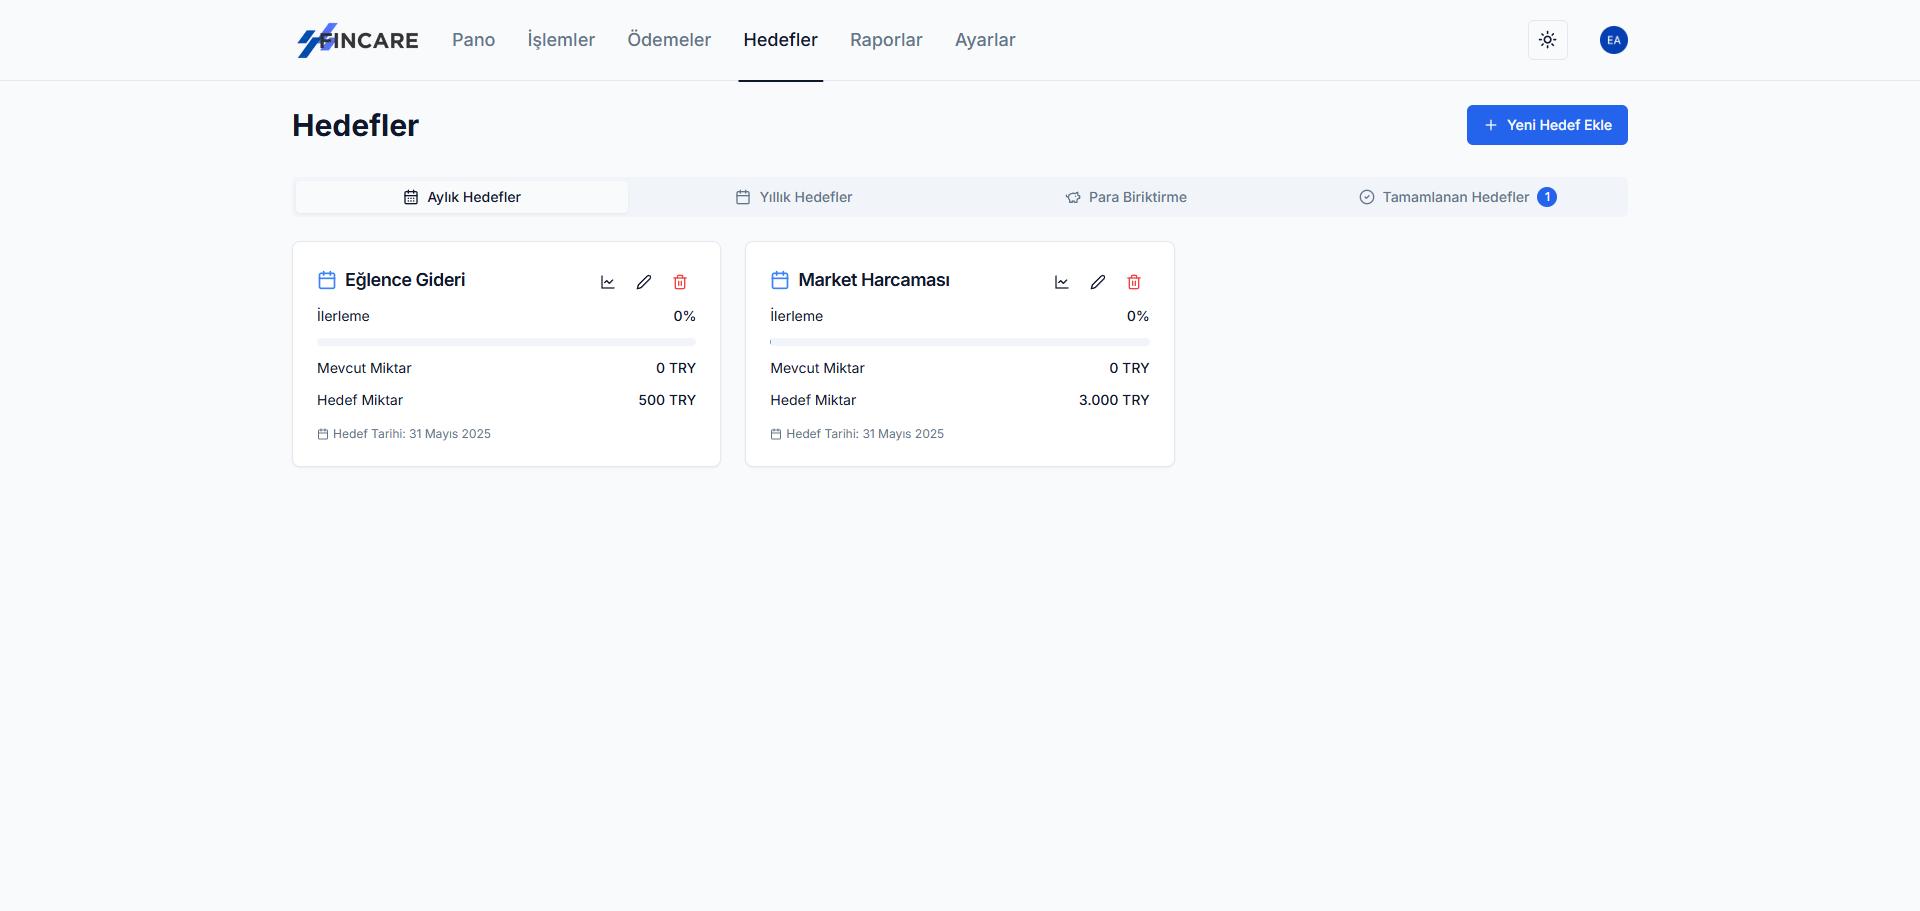 FINCARE Pano İşlemler Ödemeler Hedefler Raporlar Ayarlar EA
Hedefler
+ Yeni Hedef Ekle
Aylık Hedefler
Yıllık Hedefler
Para Biriktirme
Tamamlanan Hedefler 1
Eğlence Gideri
İlerleme 0%
Mevcut Miktar 0 TRY
Hedef Miktar 500 TRY
Hedef Tarihi: 31 Mayıs 2025
Market Harcaması
İlerleme 0%
Mevcut Miktar 0 TRY
Hedef Miktar 3.000 TRY
Hedef Tarihi: 31 Mayıs 2025